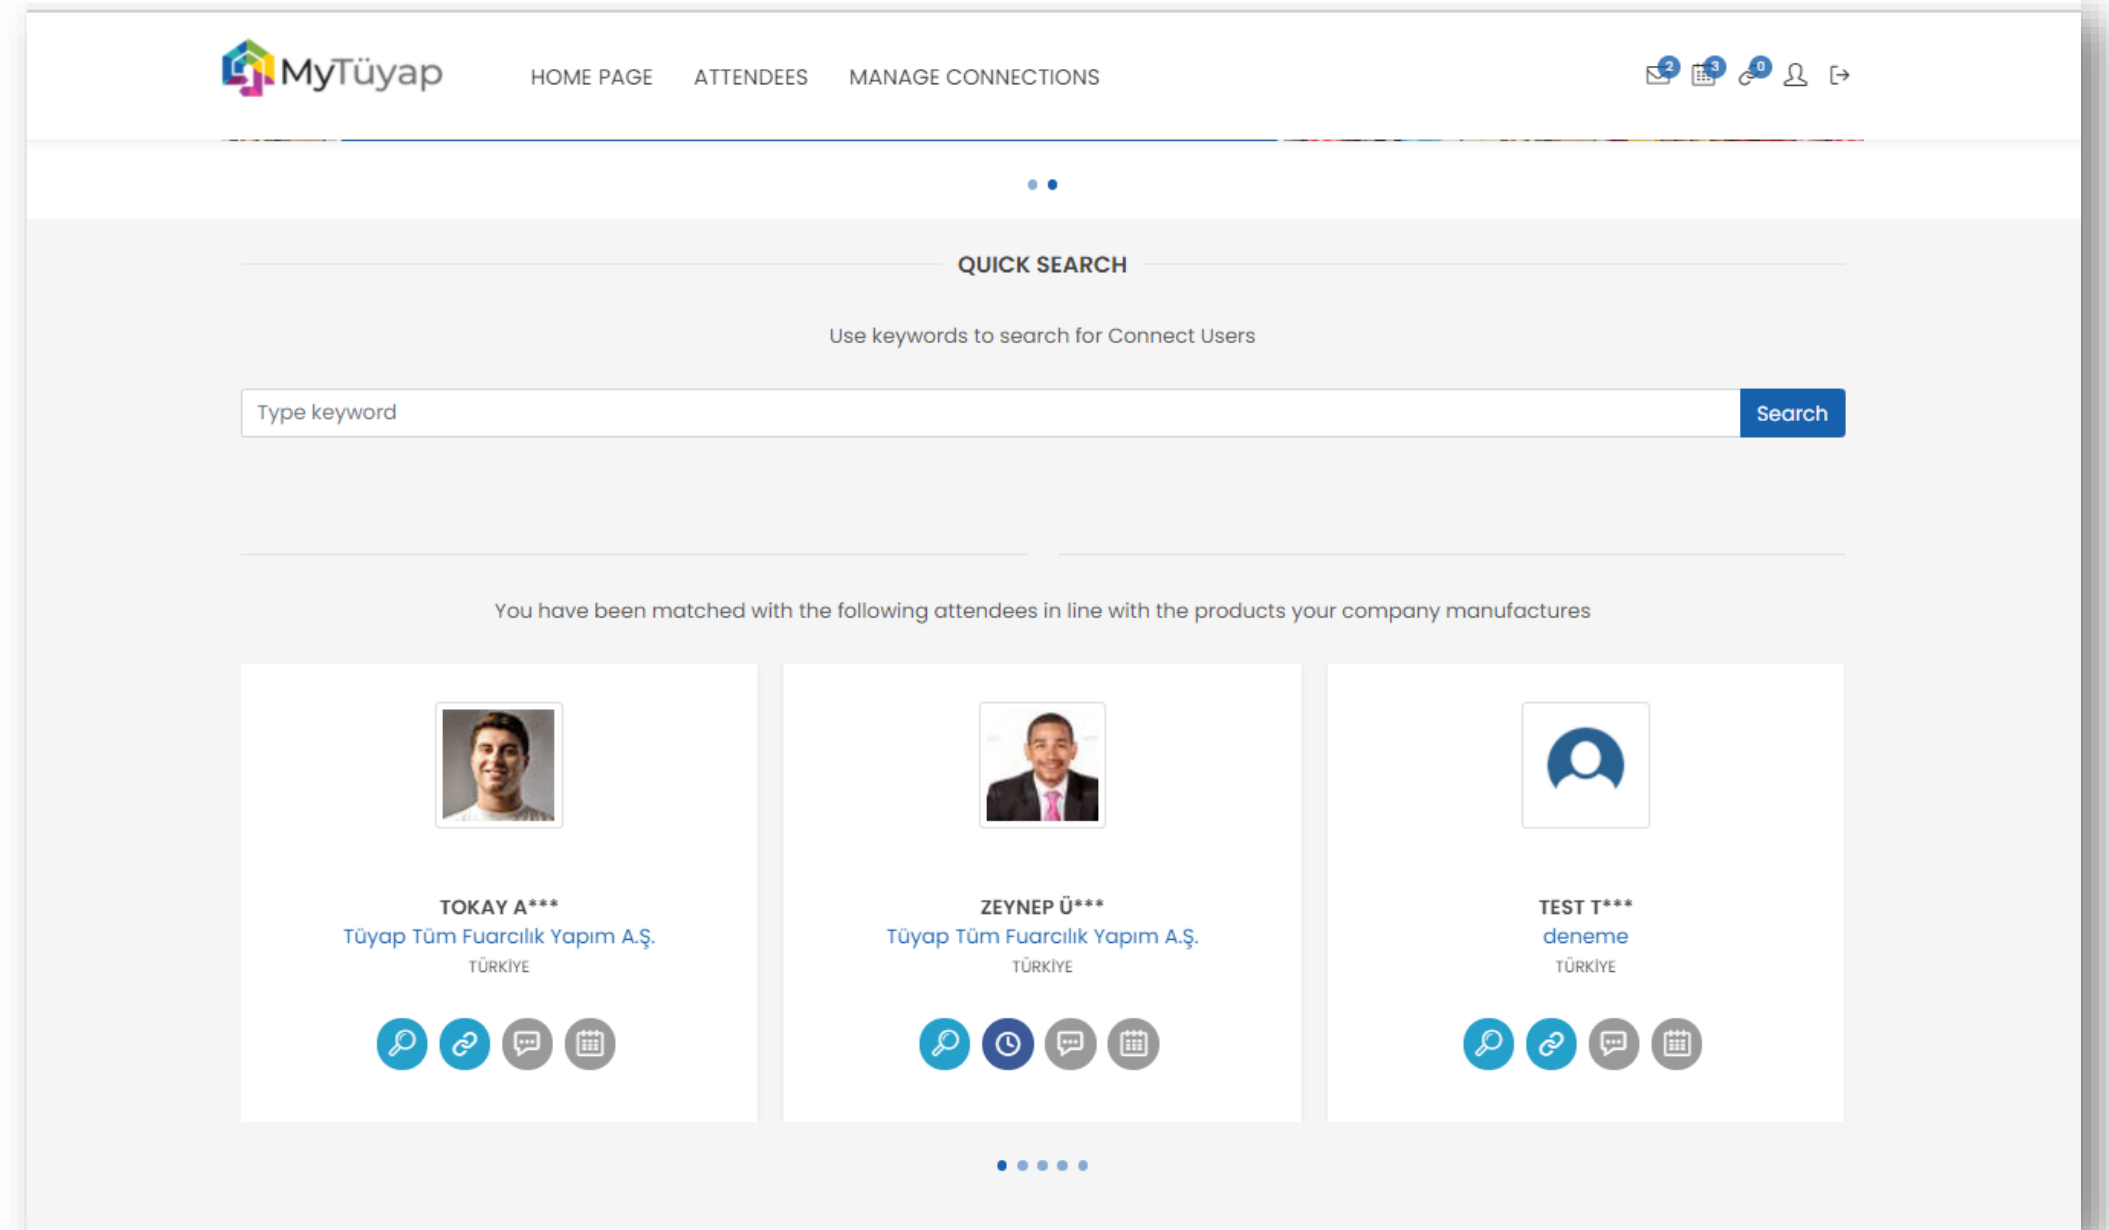 MyTüyap HOME PAGE ATTENDEES MANAGE CONNECTIONS 2 3 0
QUICK SEARCH
Use keywords to search for Connect Users
Type keyword Search
You have been matched with the following attendees in line with the products your company manufactures
TOKAY A***
Tüyap Tüm Fuarcılık Yapım A.Ş.
TÜRKİYE
ZEYNEP Ü***
Tüyap Tüm Fuarcılık Yapım A.Ş.
TÜRKİYE
TEST T***
deneme
TÜRKİYE